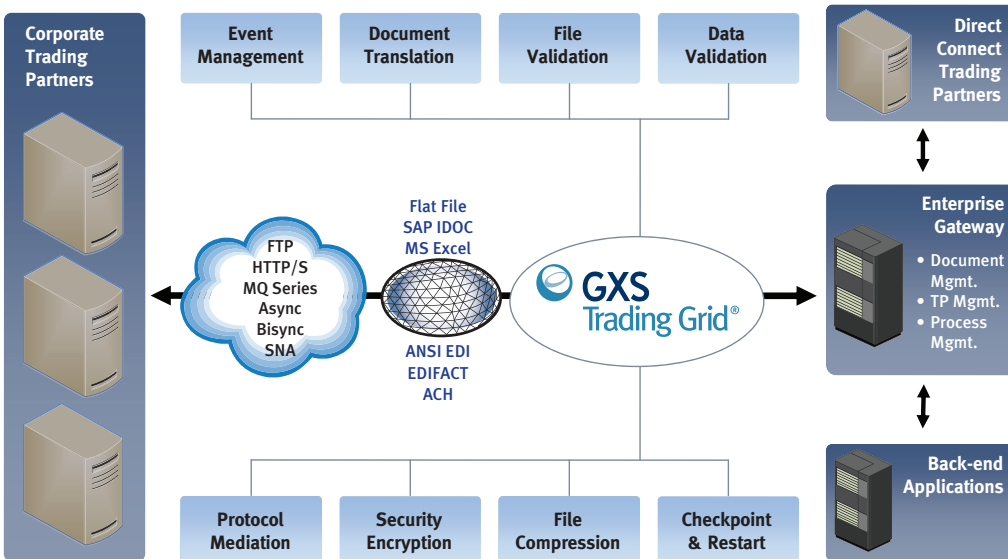 Corporate
Trading
Partners
Event
Management
Document
Translation
File
Validation
Data
Validation
Direct
Connect
Trading
Partners
Flat File
SAP IDOC
MS Excel
FTP
HTTP/S
MQ Series
Async
Bisync
SNA
ANSI EDI
EDIFACT
ACH
GXS
Trading Grid®
Enterprise
Gateway
• Document
Mgmt.
• TP Mgmt.
• Process
Mgmt.
Back-end
Applications
Protocol
Mediation
Security
Encryption
File
Compression
Checkpoint
& Restart